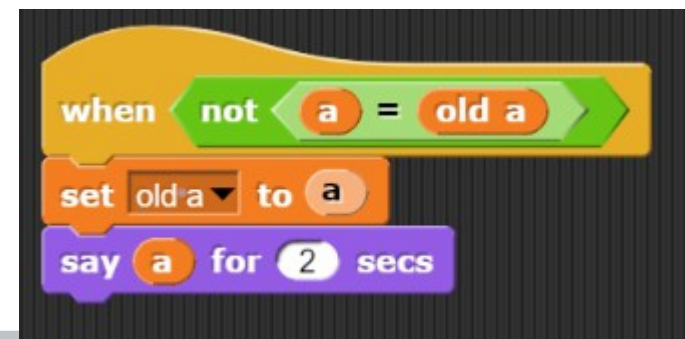 when not a = old a
set old a to a
say a for 2 secs